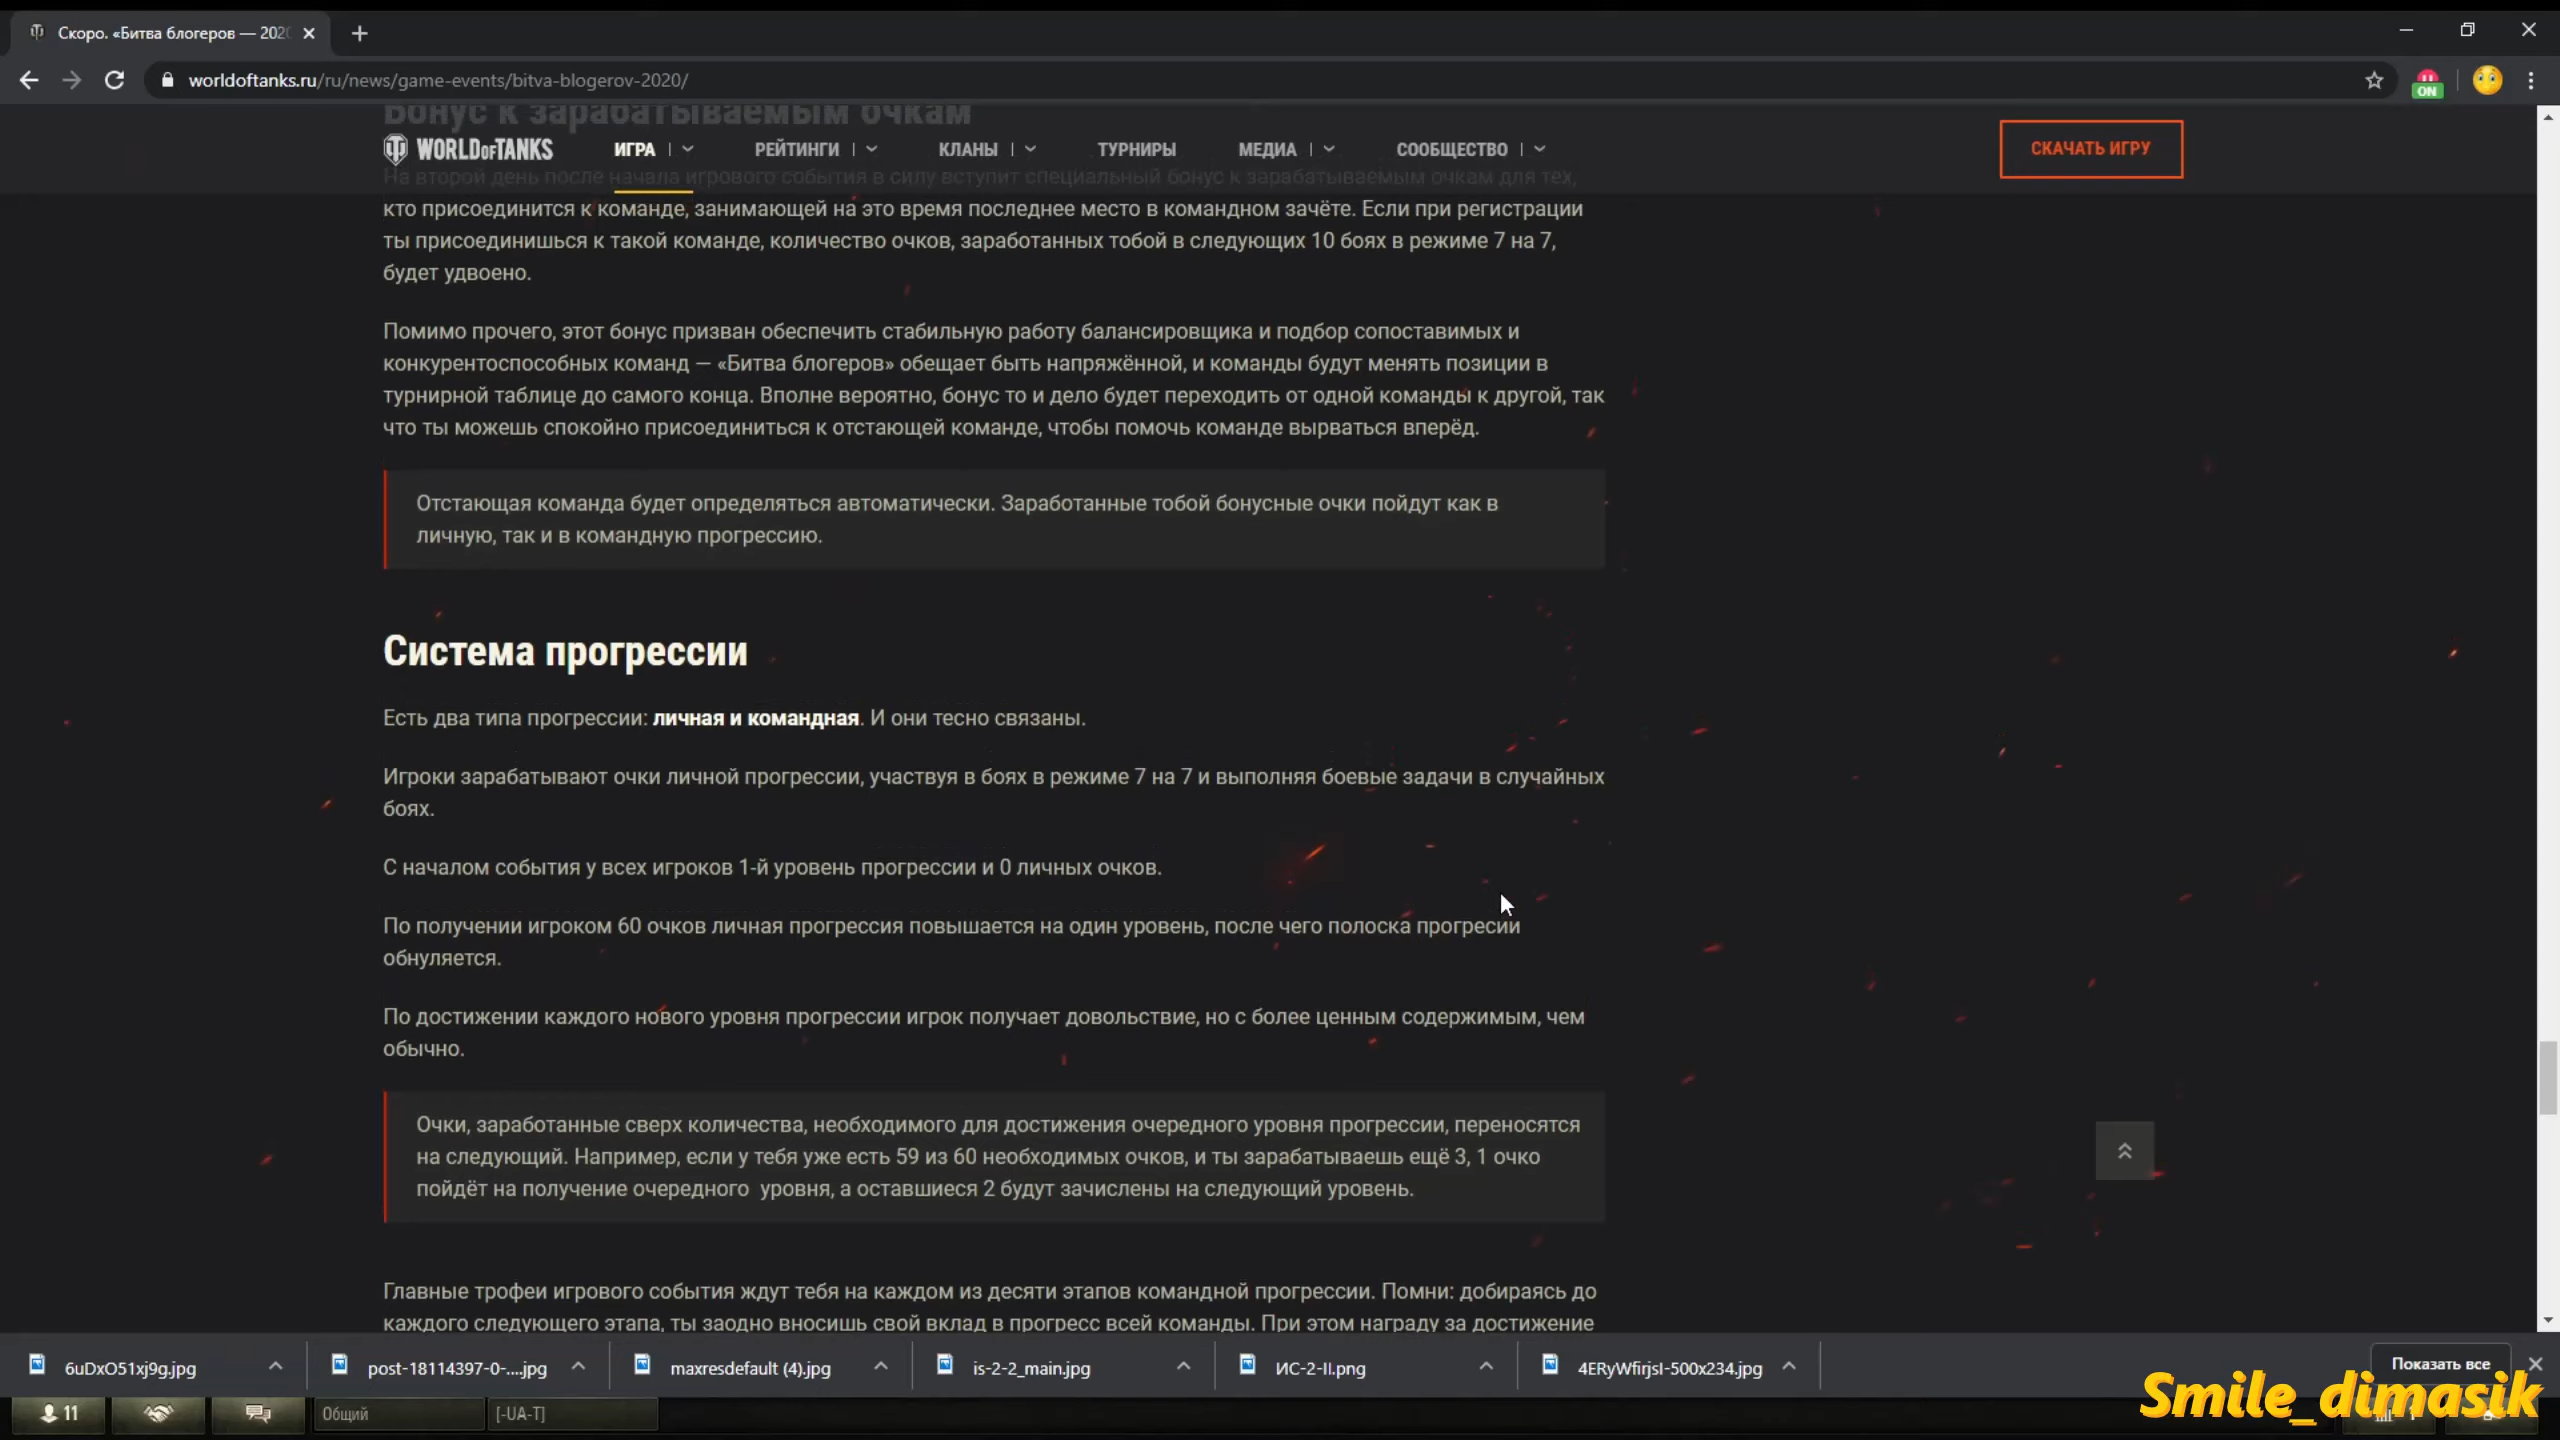 Скоро. «Битва блогеров — 202
worldoftanks.ru/ru/news/game-events/bitva-blogerov-2020/
ON
Бонус к зарабатываемым очкам
WORLD OF TANKS
ИГРА
РЕЙТИНГИ
КЛАНЫ
ТУРНИРЫ
МЕДИА
СООБЩЕСТВО
СКАЧАТЬ ИГРУ
На второй день после начала игрового события в силу вступит специальный бонус к зарабатываемым очкам для тех,
кто присоединится к команде, занимающей на это время последнее место в командном зачёте. Если при регистрации
ты присоединишься к такой команде, количество очков, заработанных тобой в следующих 10 боях в режиме 7 на 7,
будет удвоено.
Помимо прочего, этот бонус призван обеспечить стабильную работу балансировщика и подбор сопоставимых и
конкурентоспособных команд — «Битва блогеров» обещает быть напряжённой, и команды будут менять позиции в
турнирной таблице до самого конца. Вполне вероятно, бонус то и дело будет переходить от одной команды к другой, так
что ты можешь спокойно присоединиться к отстающей команде, чтобы помочь команде вырваться вперёд.
Отстающая команда будет определяться автоматически. Заработанные тобой бонусные очки пойдут как в
личную, так и в командную прогрессию.
Система прогрессии
Есть два типа прогрессии: личная и командная. И они тесно связаны.
Игроки зарабатывают очки личной прогрессии, участвуя в боях в режиме 7 на 7 и выполняя боевые задачи в случайных
боях.
С началом события у всех игроков 1-й уровень прогрессии и 0 личных очков.
По получении игроком 60 очков личная прогрессия повышается на один уровень, после чего полоска прогресии
обнуляется.
По достижении каждого нового уровня прогрессии игрок получает довольствие, но с более ценным содержимым, чем
обычно.
Очки, заработанные сверх количества, необходимого для достижения очередного уровня прогрессии, переносятся
на следующий. Например, если у тебя уже есть 59 из 60 необходимых очков, и ты зарабатываешь ещё 3, 1 очко
пойдёт на получение очередного  уровня, а оставшиеся 2 будут зачислены на следующий уровень.
Главные трофеи игрового события ждут тебя на каждом из десяти этапов командной прогрессии. Помни: добираясь до
каждого следующего этапа, ты заодно вносишь свой вклад в прогресс всей команды. При этом награду за достижение
6uDxO51xj9g.jpg
post-18114397-0-....jpg
maxresdefault (4).jpg
is-2-2_main.jpg
ИС-2-II.png
4ERyWfirjsI-500x234.jpg
Показать все
11
Общий
[-UA-T]
Smile_dimasik